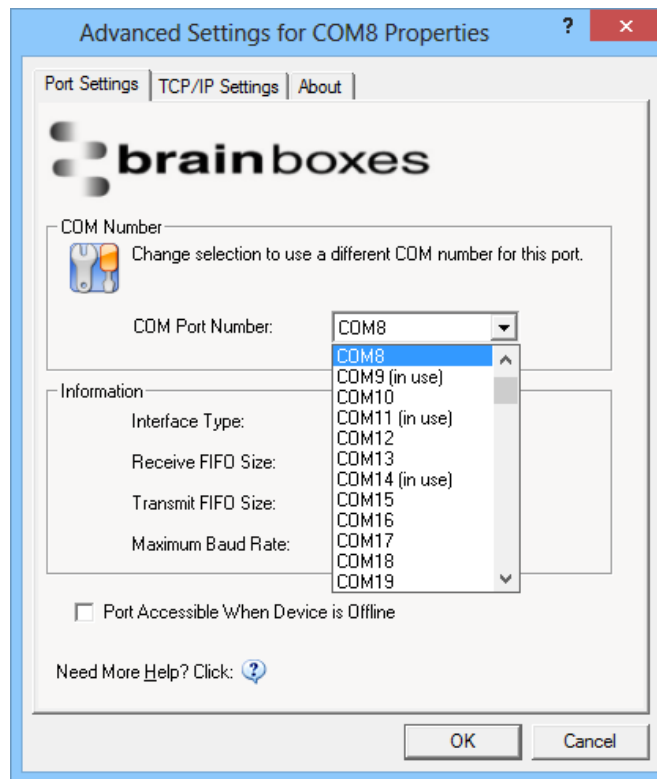 Advanced Settings for COM8 Properties
?
×
Port Settings
TCP/IP Settings
About
brainboxes
COM Number
Change selection to use a different COM number for this port.
COM Port Number:
COM8
COM8
COM9 (in use)
COM10
COM11 (in use)
COM12
COM13
COM14 (in use)
COM15
COM16
COM17
COM18
COM19
Information
Interface Type:
Receive FIFO Size:
Transmit FIFO Size:
Maximum Baud Rate:
Port Accessible When Device is Offline
Need More Help? Click: ?
OK
Cancel